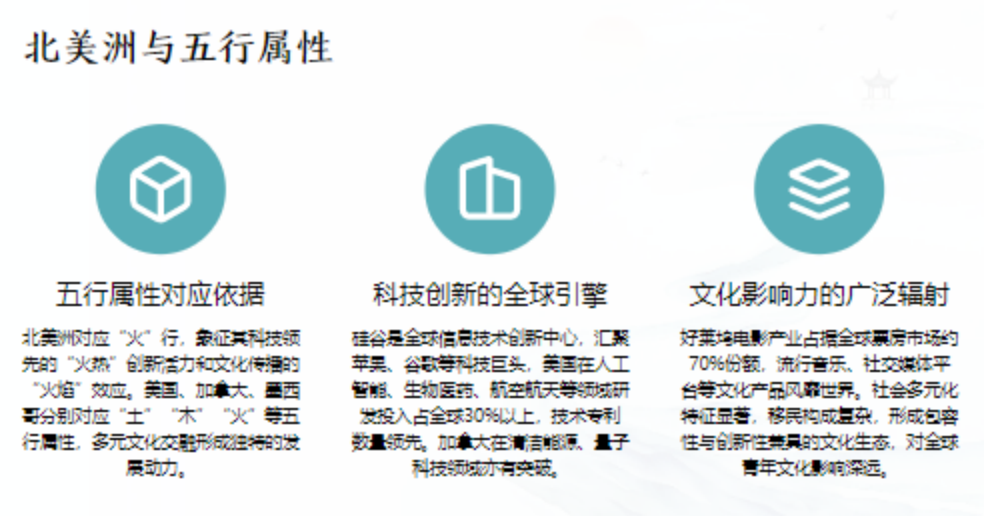 北美洲与五行属性
五行属性对应依据
北美洲对应“火”行，象征其科技领
先的“火热”创新活力和文化传播的
“火焰”效应。美国、加拿大、墨西
哥分别对应“土”“木”“火”等五
行属性，多元文化交融形成独特的发
展动力。
科技创新的全球引擎
硅谷是全球信息技术创新中心，汇聚
苹果、谷歌等科技巨头，美国在人工
智能、生物医药、航空航天等领域研
发投入占全球30%以上，技术专利
数量领先。加拿大在清洁能源、量子
科技领域亦有突破。
文化影响力的广泛辐射
好莱坞电影产业占据全球票房市场约
70%份额，流行音乐、社交媒体平
台等文化产品风靡世界。社会多元化
特征显著，移民构成复杂，形成包容
性与创新性兼具的文化生态，对全球
青年文化影响深远。